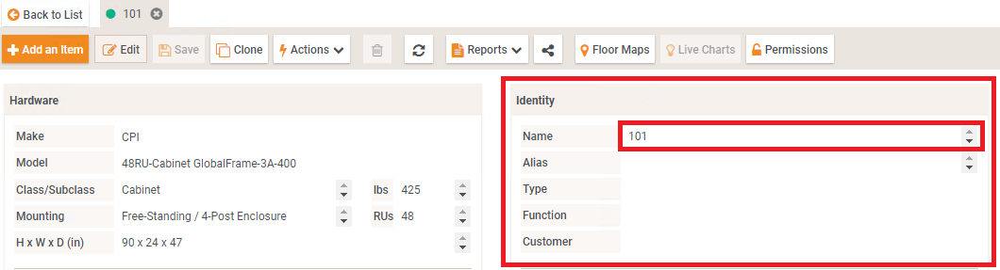 Back to List
101
Add an Item
Edit
Save
Clone
Actions
Reports
Floor Maps
Live Charts
Permissions
Hardware
Make CPI
Model 48RU-Cabinet GlobalFrame-3A-400
Class/Subclass Cabinet lbs 425
Mounting Free-Standing / 4-Post Enclosure RUs 48
H x W x D (in) 90 x 24 x 47
Identity
Name 101
Alias
Type
Function
Customer